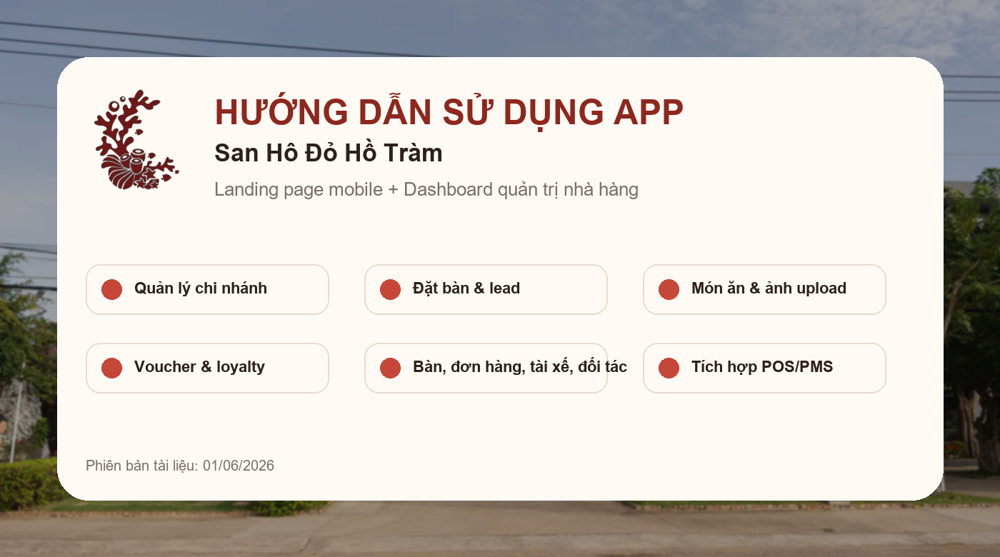 HƯỚNG DẪN SỬ DỤNG APP
San Hô Đỏ Hồ Tràm
Landing page mobile + Dashboard quản trị nhà hàng
Quản lý chi nhánh
Đặt bàn & lead
Món ăn & ảnh upload
Voucher & loyalty
Bàn, đơn hàng, tài xế, đối tác
Tích hợp POS/PMS
Phiên bản tài liệu: 01/06/2026